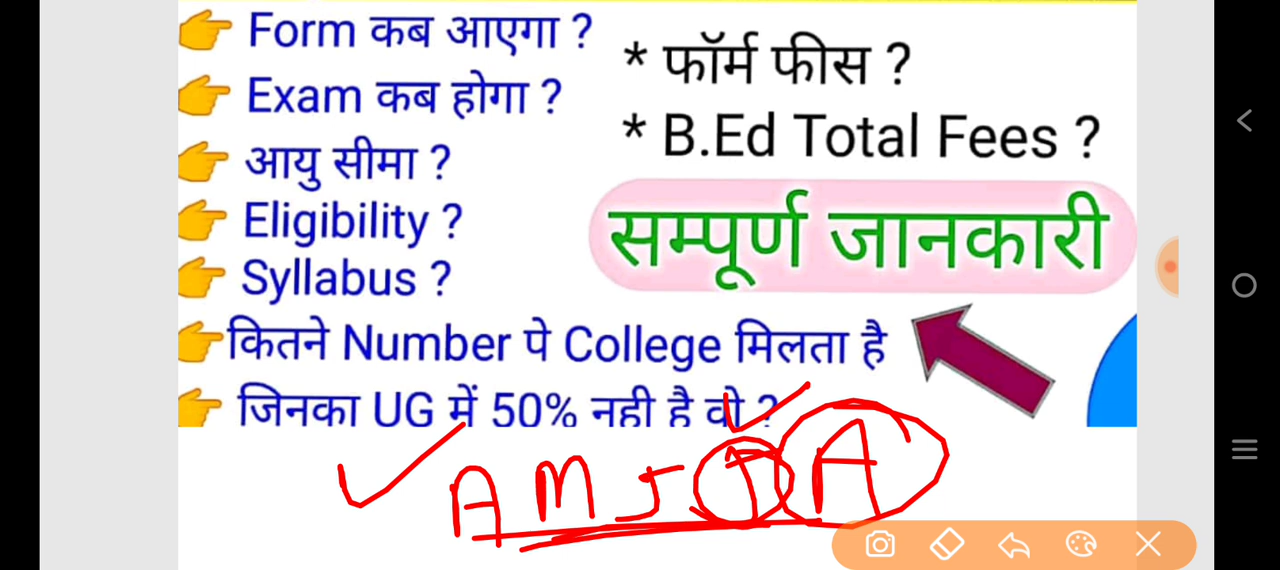 Form कब आएगा ?
Exam कब होगा ?
आयु सीमा ?
Eligibility ?
Syllabus ?
कितने Number पे College मिलता है
जिनका UG में 50% नही है वो ?
* फॉर्म फीस ?
* B.Ed Total Fees ?
सम्पूर्ण जानकारी
A M J T A